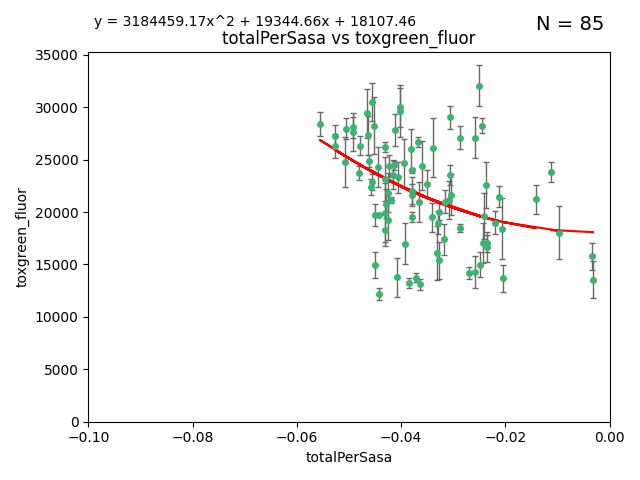 y = 3184459.17x^2 + 19344.66x + 18107.46
N = 85
totalPerSasa vs toxgreen_fluor
35000
30000
25000
20000
15000
10000
5000
0
toxgreen_fluor
−0.10 −0.08 −0.06 −0.04 −0.02 0.00
totalPerSasa